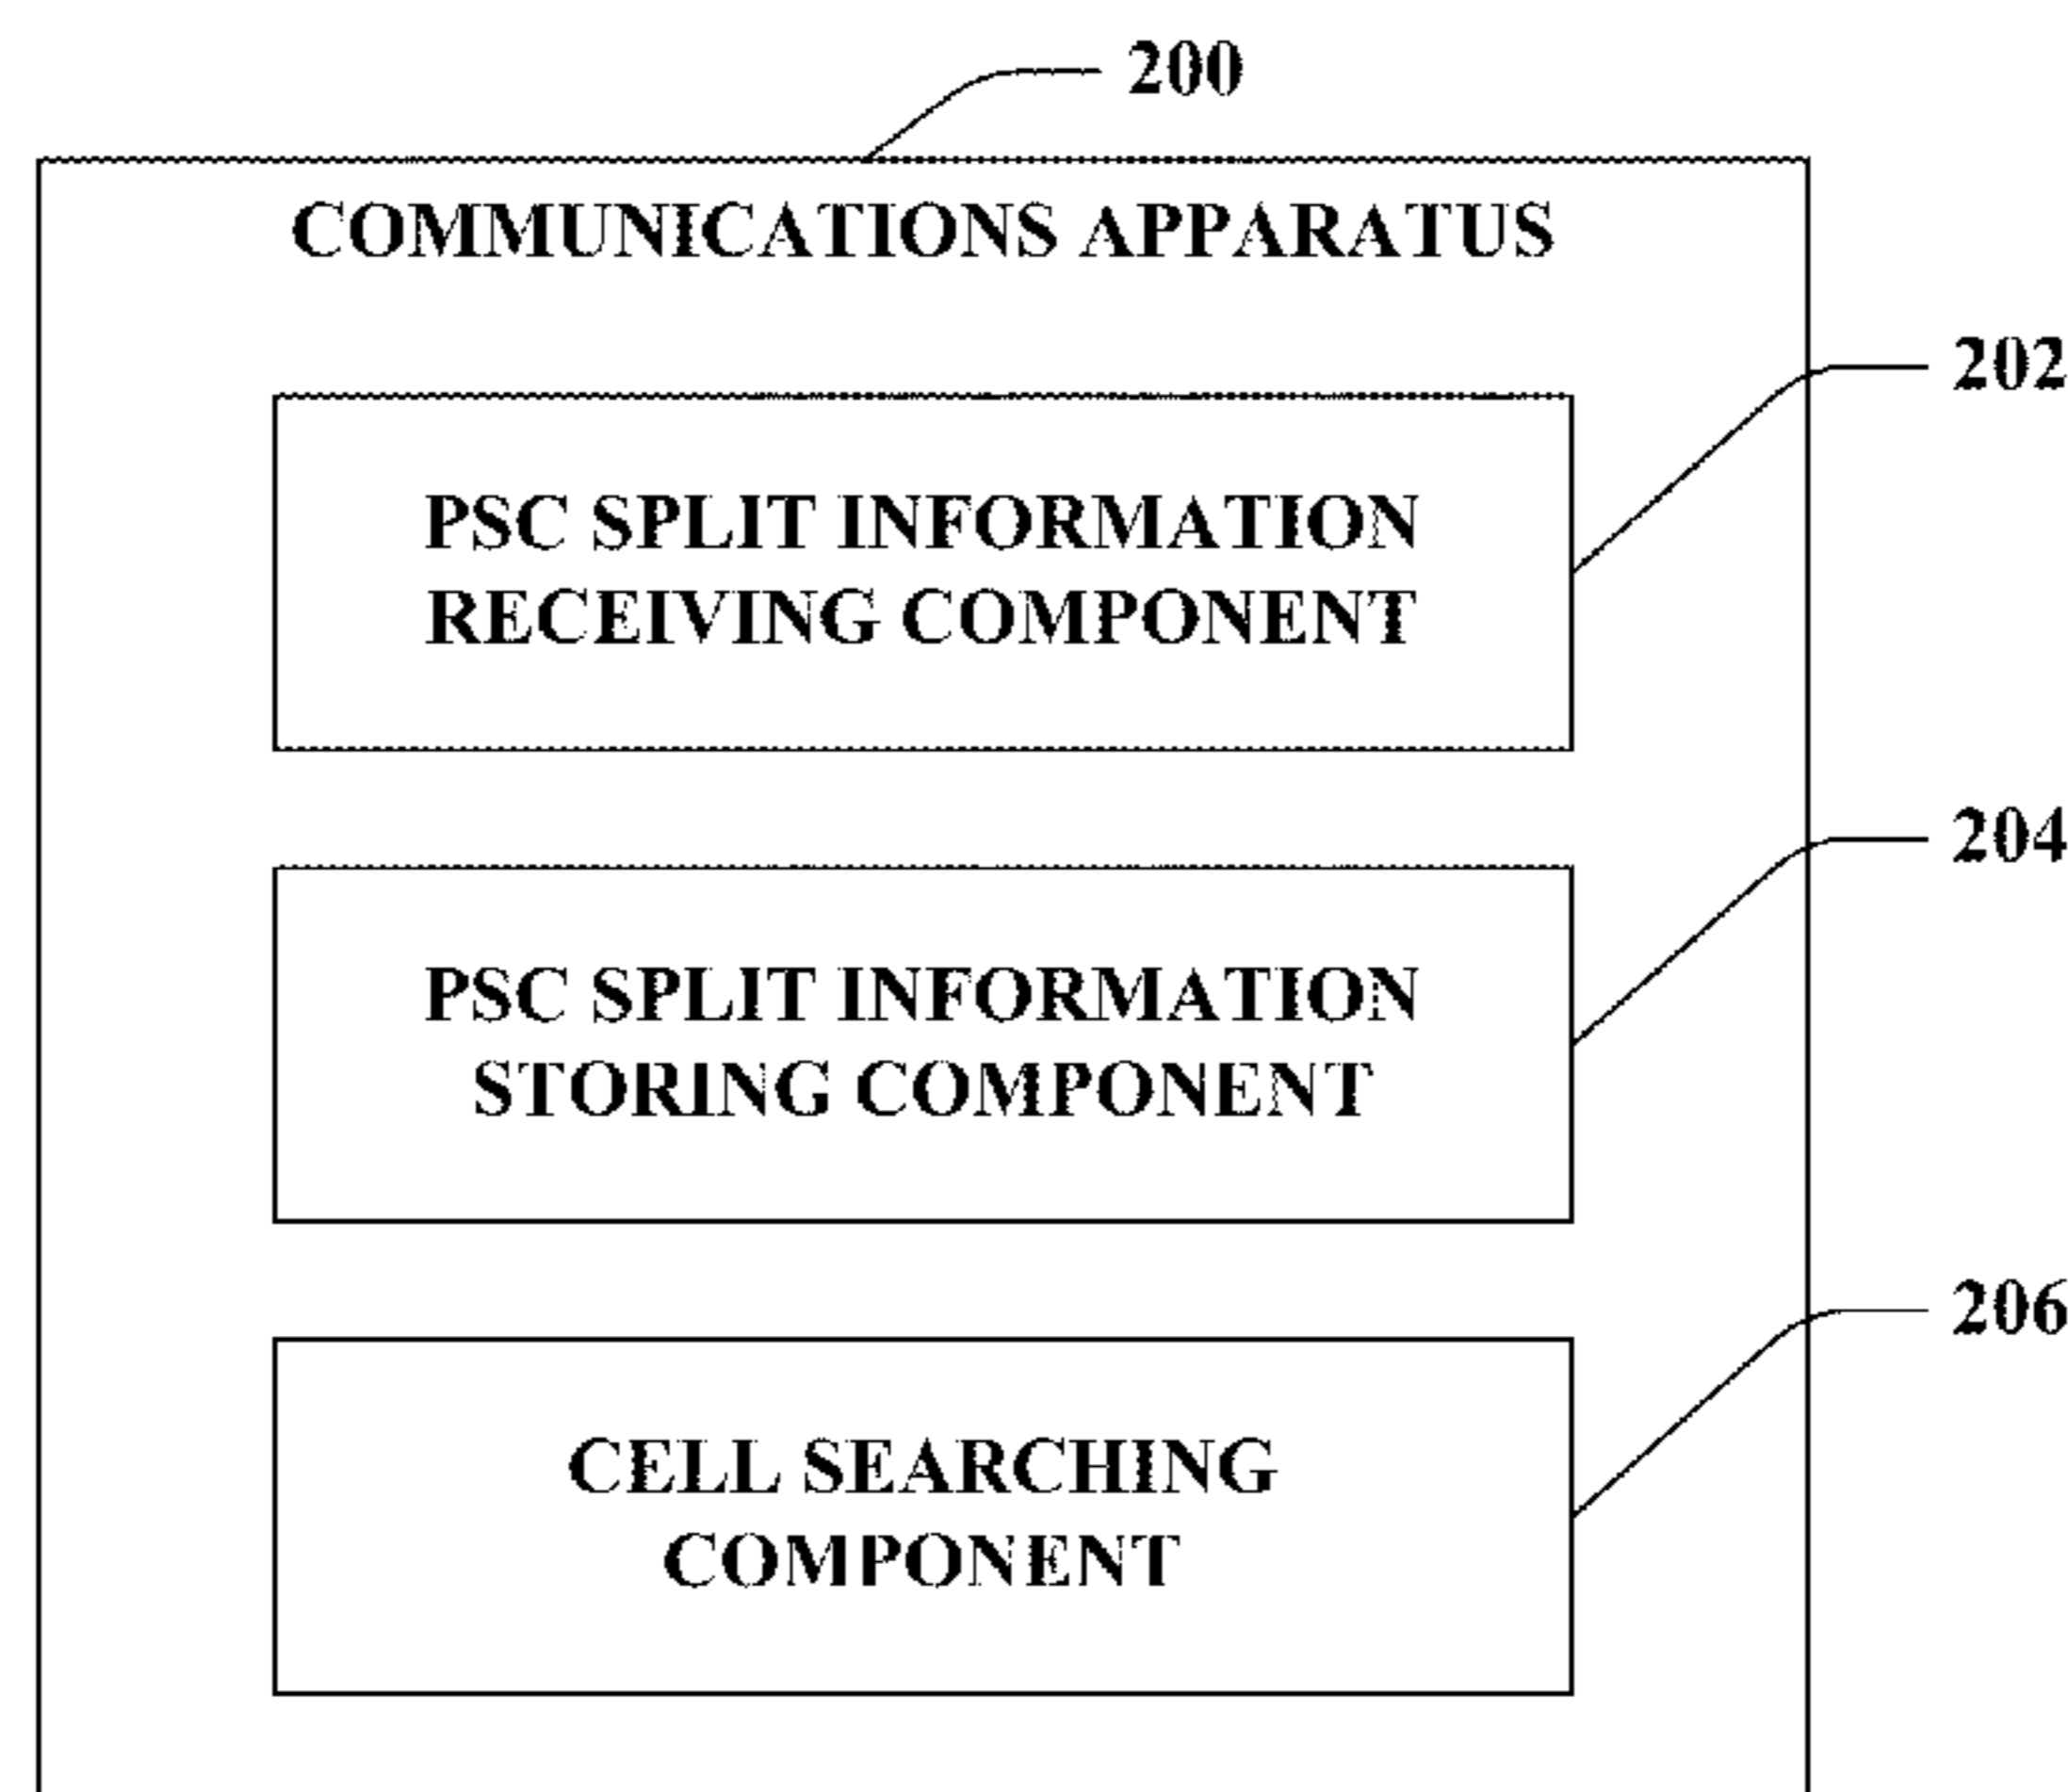 200
COMMUNICATIONS APPARATUS
202
PSC SPLIT INFORMATION
RECEIVING COMPONENT
204
PSC SPLIT INFORMATION
STORING COMPONENT
206
CELL SEARCHING
COMPONENT